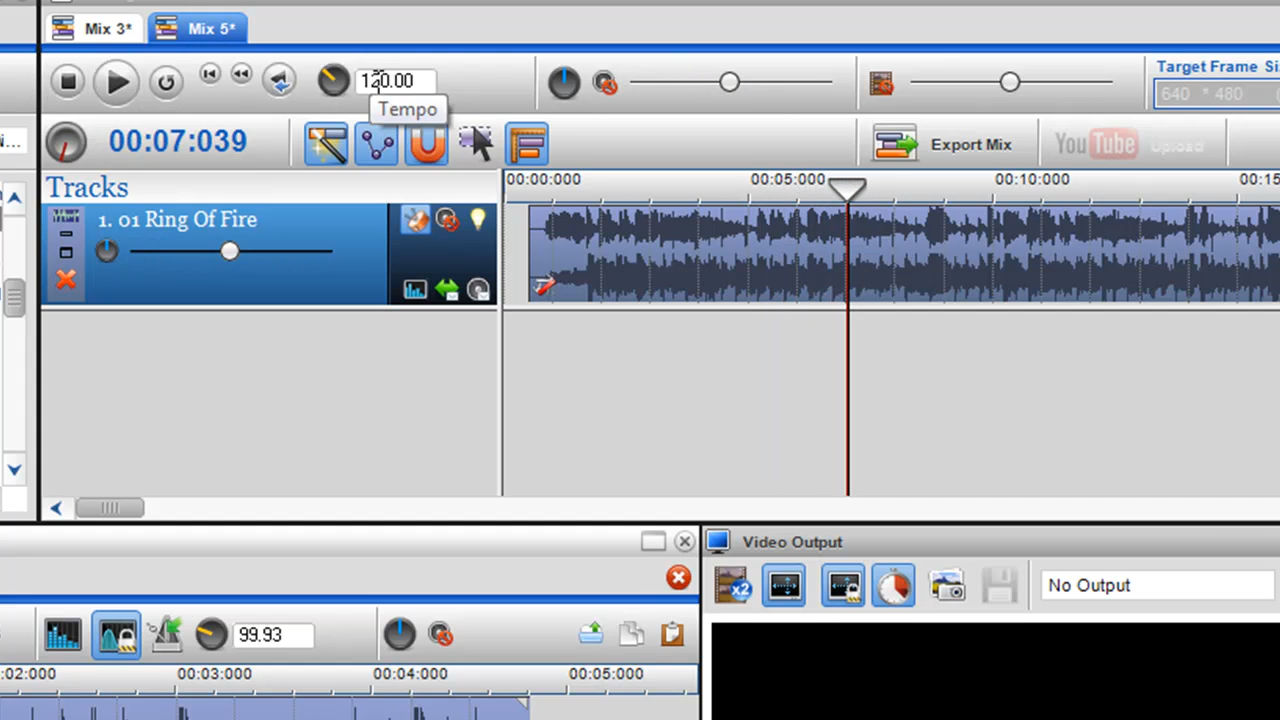 Mix 3*
Mix 5*
120.00
Target Frame Si
640 * 480
Tempo
i...
00:07:039
Export Mix
YouTube Upload
Tracks
00:00:000
00:05:000
00:10:000
00:15
1. 01 Ring Of Fire
Video Output
x2
No Output
99.93
:02:000
00:03:000
00:04:000
00:05:000